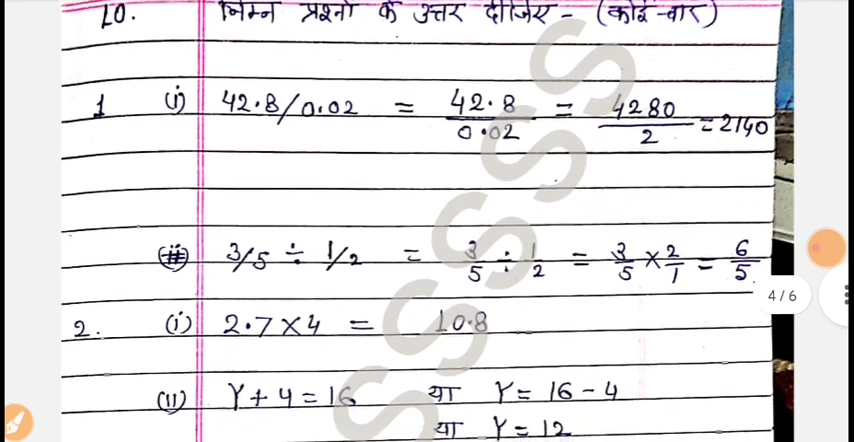 10. निम्न प्रश्नों के उत्तर दीजिए - (कोई-चार)
1 (i) 42.8/0.02 = 42.8/0.02 = 4280/2 = 2140
(ii) 3/5 ÷ 1/2 = 3/5 ÷ 1/2 = 3/5 × 2/1 = 6/5
4/6
2. (i) 2.7×4 = 10.8
(II) Y+4=16 या Y= 16-4
या Y=12
SSSSS